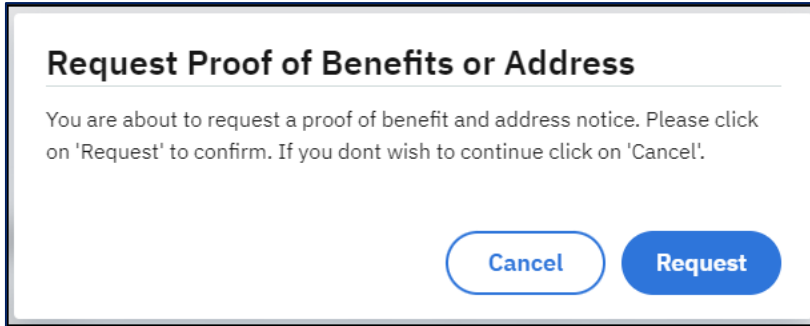 Request Proof of Benefits or Address
You are about to request a proof of benefit and address notice. Please click
on 'Request' to confirm. If you dont wish to continue click on 'Cancel'.
Cancel
Request